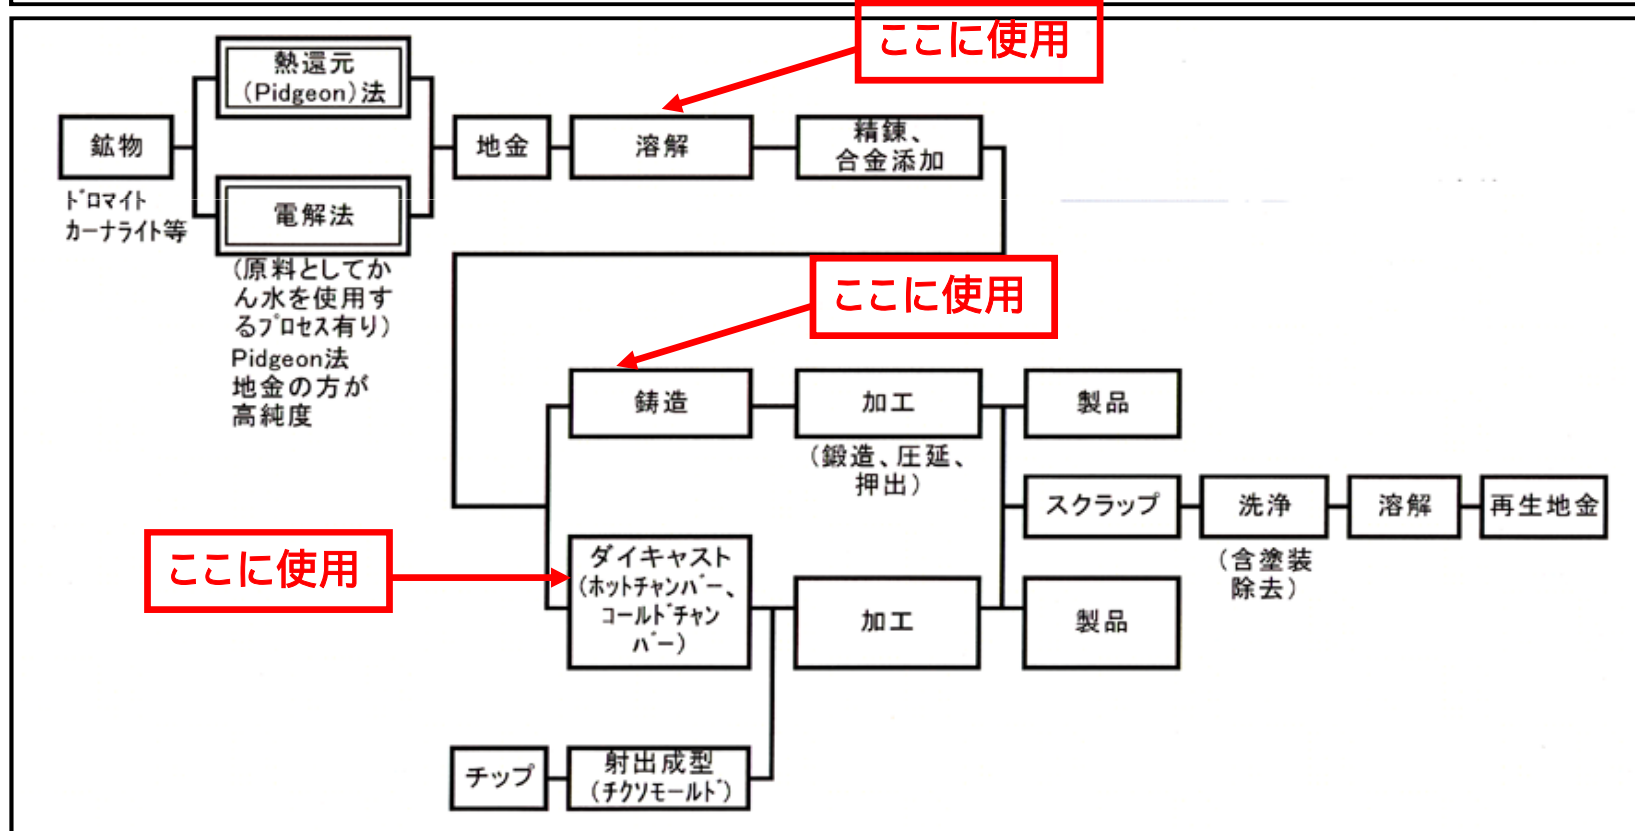 ここに使用
熱還元
(Pidgeon)法
鉱物
地金
溶解
精錬、
合金添加
ﾄﾞﾛﾏｲﾄ
ｶｰﾅﾗｲﾄ等
電解法
(原料としてか
ん水を使用す
るﾌﾟﾛｾｽ有り)
Pidgeon法
地金の方が
高純度
ここに使用
鋳造
加工
製品
(鍛造、圧延、
押出)
スクラップ
洗浄
溶解
再生地金
(含塗装
除去)
ここに使用
ダイキャスト
(ﾎｯﾄﾁｬﾝﾊﾞｰ、
ｺｰﾙﾄﾞﾁｬﾝ
ﾊﾞｰ)
加工
製品
チップ
射出成型
(ﾁｸｿﾓｰﾙﾄﾞ)